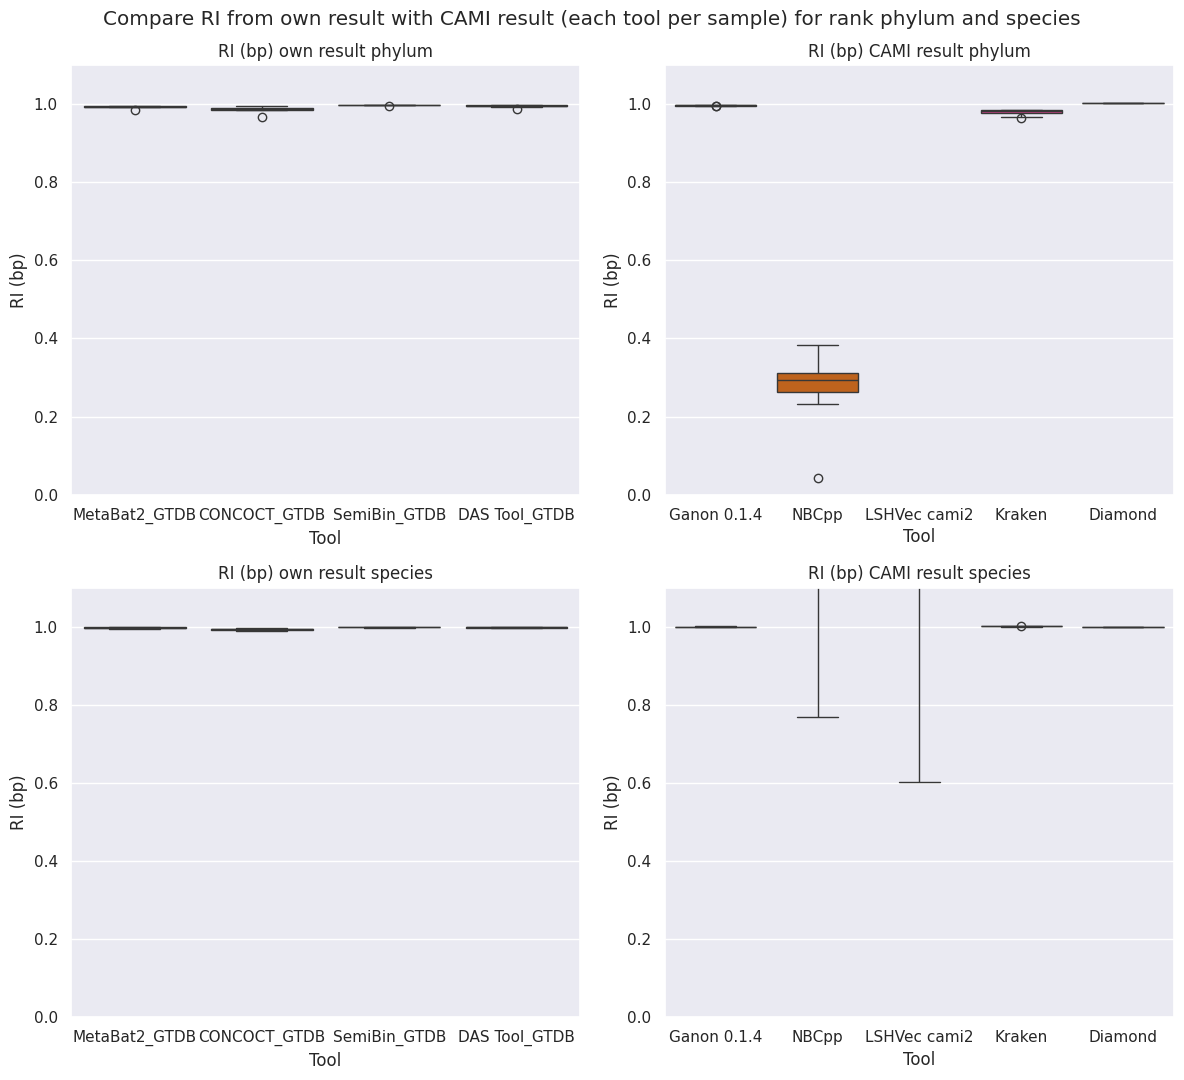 Compare RI from own result with CAMI result (each tool per sample) for rank phylum and species
RI (bp) own result phylum
RI (bp)
1.0
0.8
0.6
0.4
0.2
0.0
MetaBat2_GTDB CONCOCT_GTDB SemiBin_GTDB DAS Tool_GTDB
Tool
RI (bp) CAMI result phylum
RI (bp)
1.0
0.8
0.6
0.4
0.2
0.0
Ganon 0.1.4 NBCpp LSHVec cami2 Kraken Diamond
Tool
RI (bp) own result species
RI (bp)
1.0
0.8
0.6
0.4
0.2
0.0
MetaBat2_GTDB CONCOCT_GTDB SemiBin_GTDB DAS Tool_GTDB
Tool
RI (bp) CAMI result species
RI (bp)
1.0
0.8
0.6
0.4
0.2
0.0
Ganon 0.1.4 NBCpp LSHVec cami2 Kraken Diamond
Tool